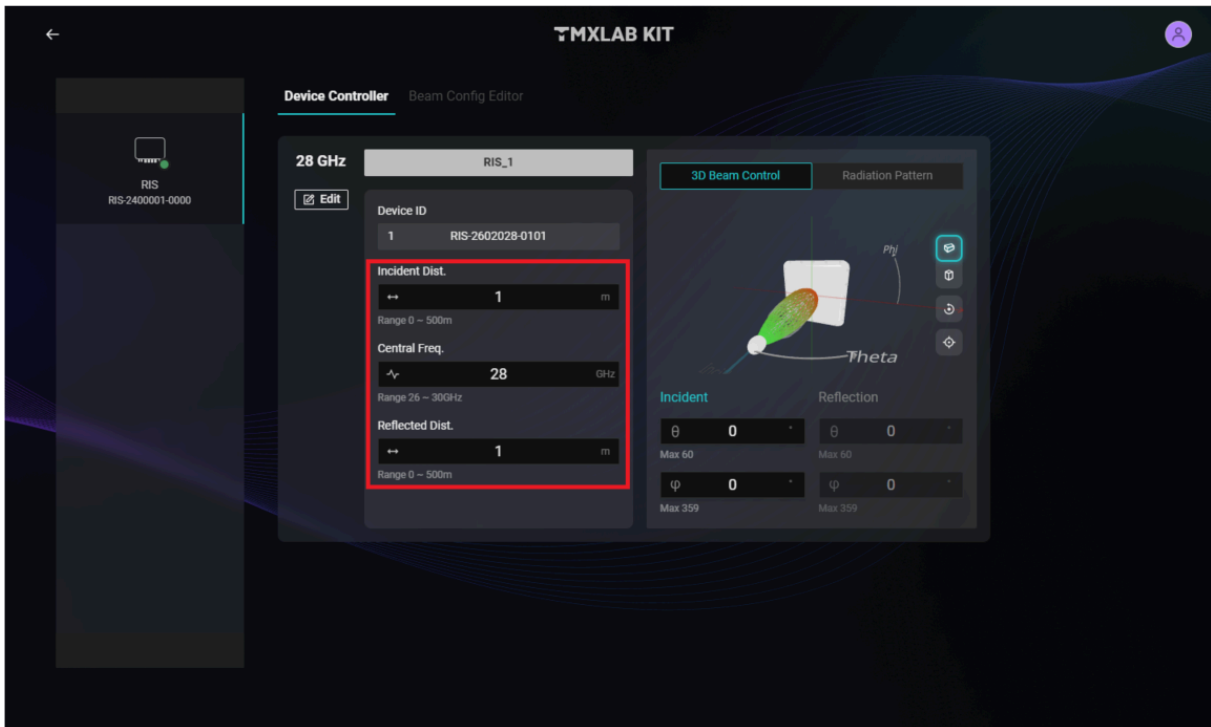 TMXLAB KIT
RIS
RIS-2400001-0000
Device Controller Beam Config Editor
28 GHz
Edit
RIS_1
Device ID
1 RIS-2602028-0101
Incident Dist.
1 m
Range 0 ~ 500m
Central Freq.
28 GHz
Range 26 ~ 30GHz
Reflected Dist.
1 m
Range 0 ~ 500m
3D Beam Control Radiation Pattern
Phi
Theta
Incident Reflection
θ 0 ° θ 0 °
Max 60 Max 60
φ 0 ° φ 0 °
Max 359 Max 359